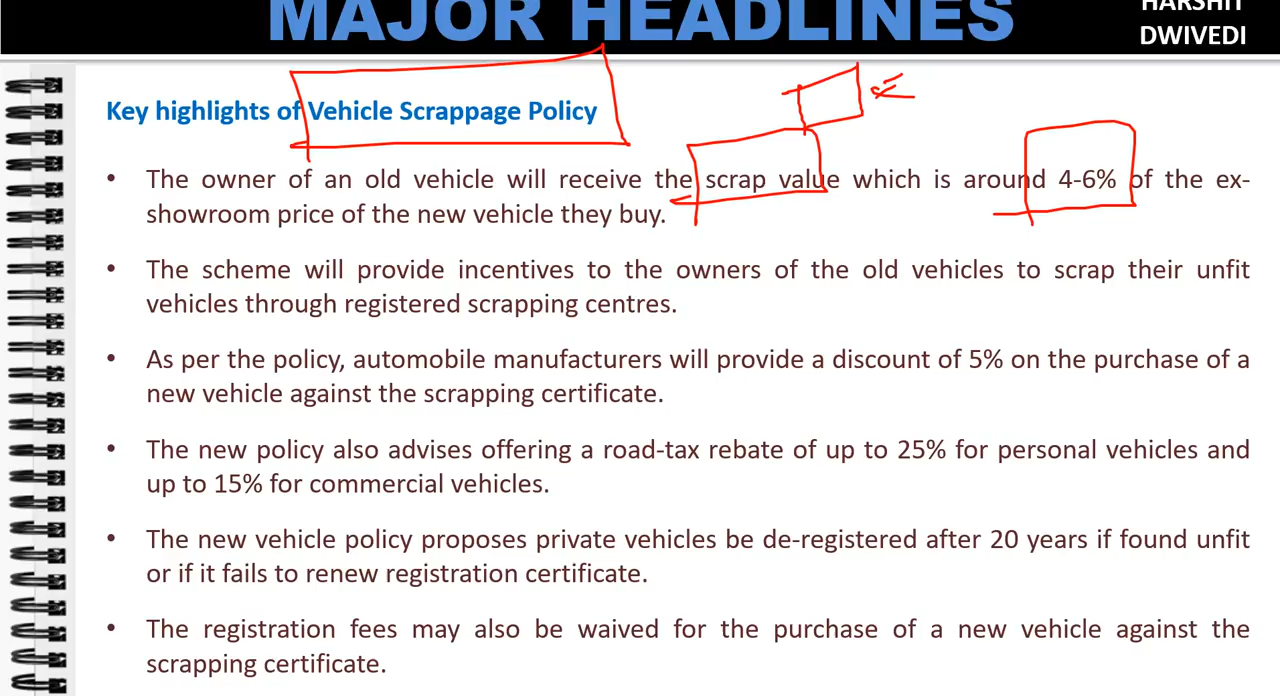 MAJOR HEADLINES
HARSHIT
DWIVEDI
Key highlights of Vehicle Scrappage Policy
• The owner of an old vehicle will receive the scrap value which is around 4-6% of the ex-
showroom price of the new vehicle they buy.
• The scheme will provide incentives to the owners of the old vehicles to scrap their unfit
vehicles through registered scrapping centres.
• As per the policy, automobile manufacturers will provide a discount of 5% on the purchase of a
new vehicle against the scrapping certificate.
• The new policy also advises offering a road-tax rebate of up to 25% for personal vehicles and
up to 15% for commercial vehicles.
• The new vehicle policy proposes private vehicles be de-registered after 20 years if found unfit
or if it fails to renew registration certificate.
• The registration fees may also be waived for the purchase of a new vehicle against the
scrapping certificate.